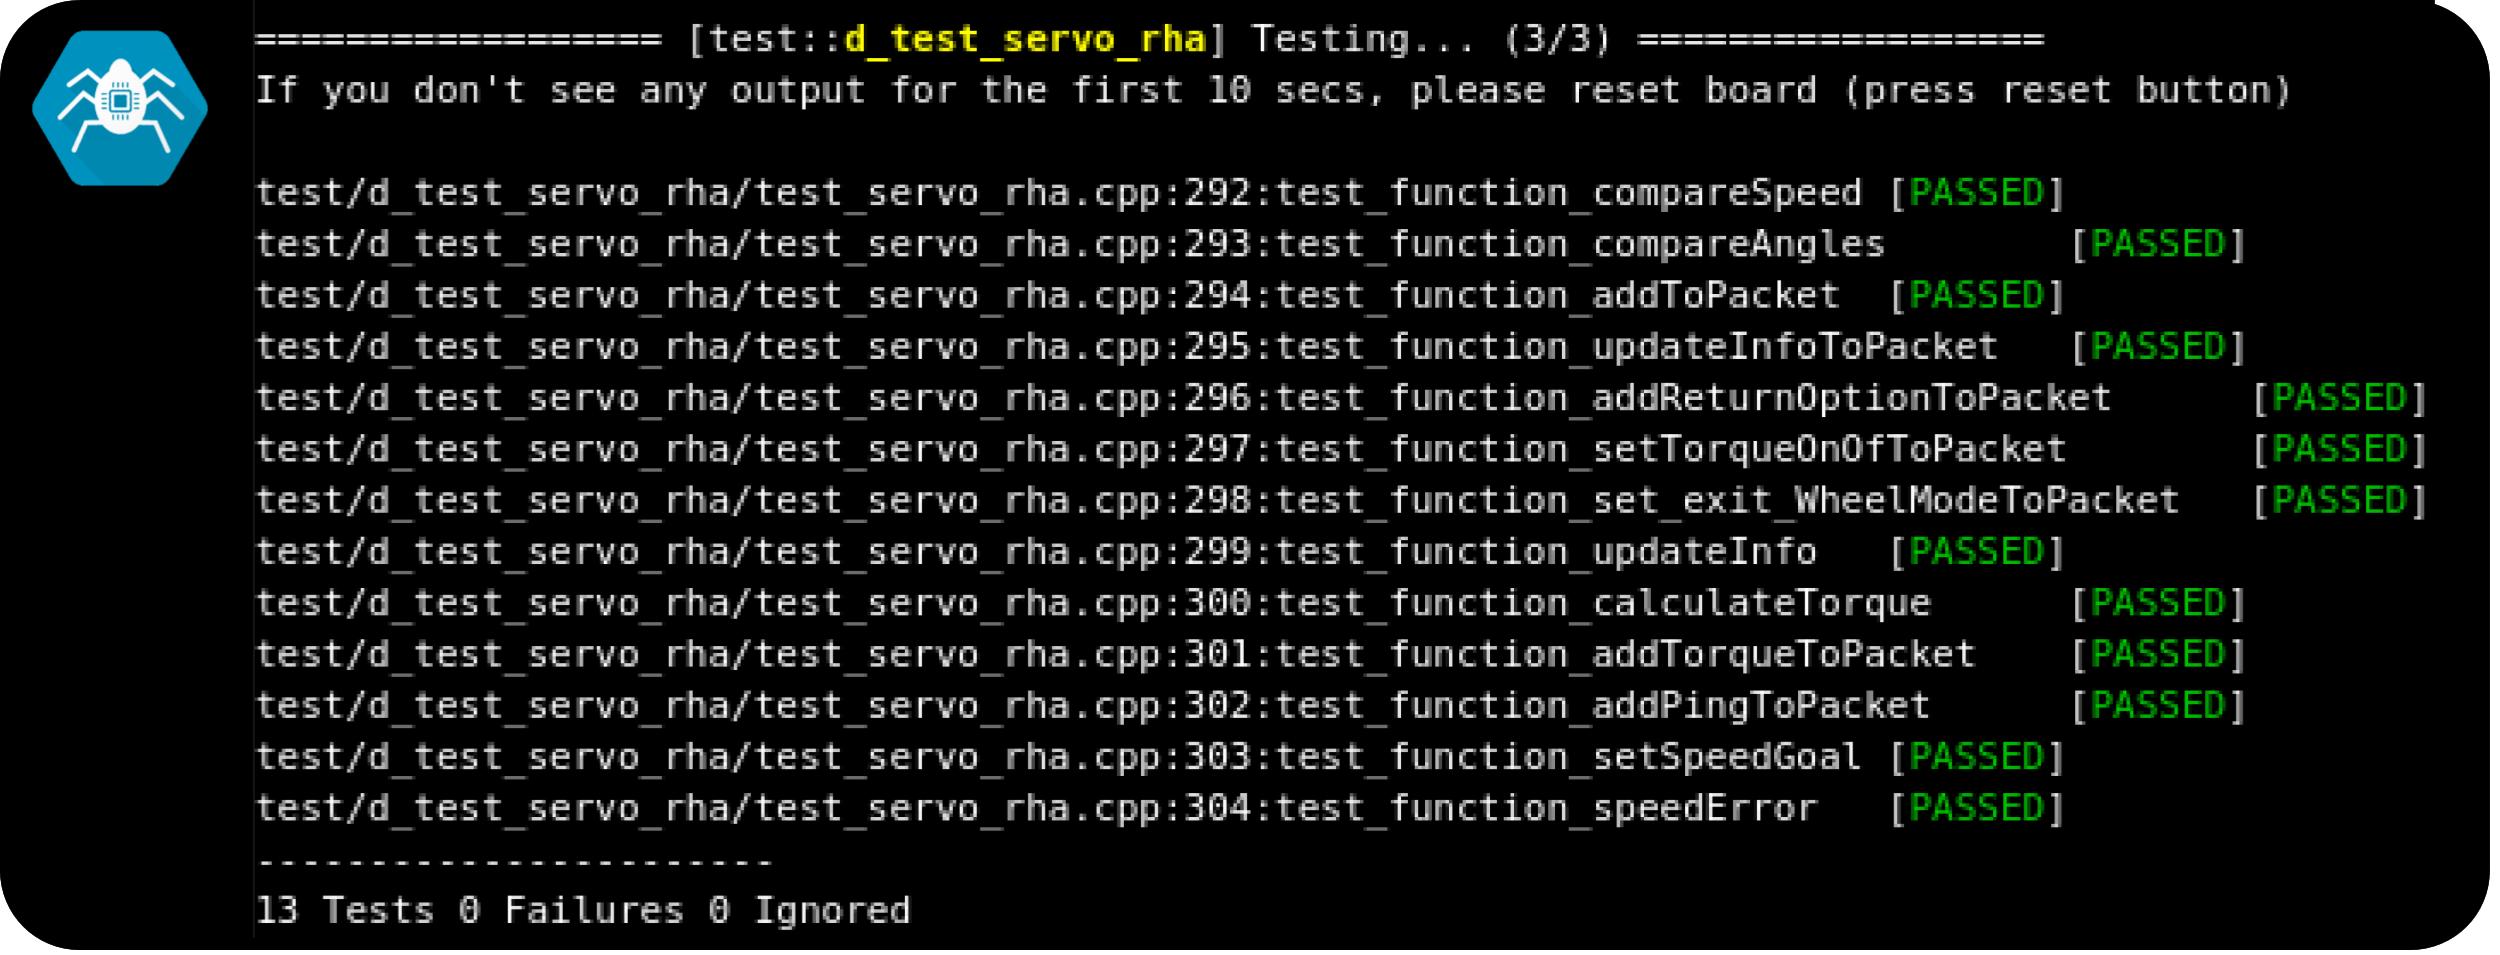 ================== [test::d_test_servo_rha] Testing... (3/3) ==================
If you don't see any output for the first 10 secs, please reset board (press reset button)
test/d_test_servo_rha/test_servo_rha.cpp:292:test_function_compareSpeed [PASSED]
test/d_test_servo_rha/test_servo_rha.cpp:293:test_function_compareAngles [PASSED]
test/d_test_servo_rha/test_servo_rha.cpp:294:test_function_addToPacket [PASSED]
test/d_test_servo_rha/test_servo_rha.cpp:295:test_function_updateInfoToPacket [PASSED]
test/d_test_servo_rha/test_servo_rha.cpp:296:test_function_addReturnOptionToPacket [PASSED]
test/d_test_servo_rha/test_servo_rha.cpp:297:test_function_setTorqueOnOfToPacket [PASSED]
test/d_test_servo_rha/test_servo_rha.cpp:298:test_function_set_exit_WheelModeToPacket [PASSED]
test/d_test_servo_rha/test_servo_rha.cpp:299:test_function_updateInfo [PASSED]
test/d_test_servo_rha/test_servo_rha.cpp:300:test_function_calculateTorque [PASSED]
test/d_test_servo_rha/test_servo_rha.cpp:301:test_function_addTorqueToPacket [PASSED]
test/d_test_servo_rha/test_servo_rha.cpp:302:test_function_addPingToPacket [PASSED]
test/d_test_servo_rha/test_servo_rha.cpp:303:test_function_setSpeedGoal [PASSED]
test/d_test_servo_rha/test_servo_rha.cpp:304:test_function_speedError [PASSED]
-----------------------
13 Tests 0 Failures 0 Ignored